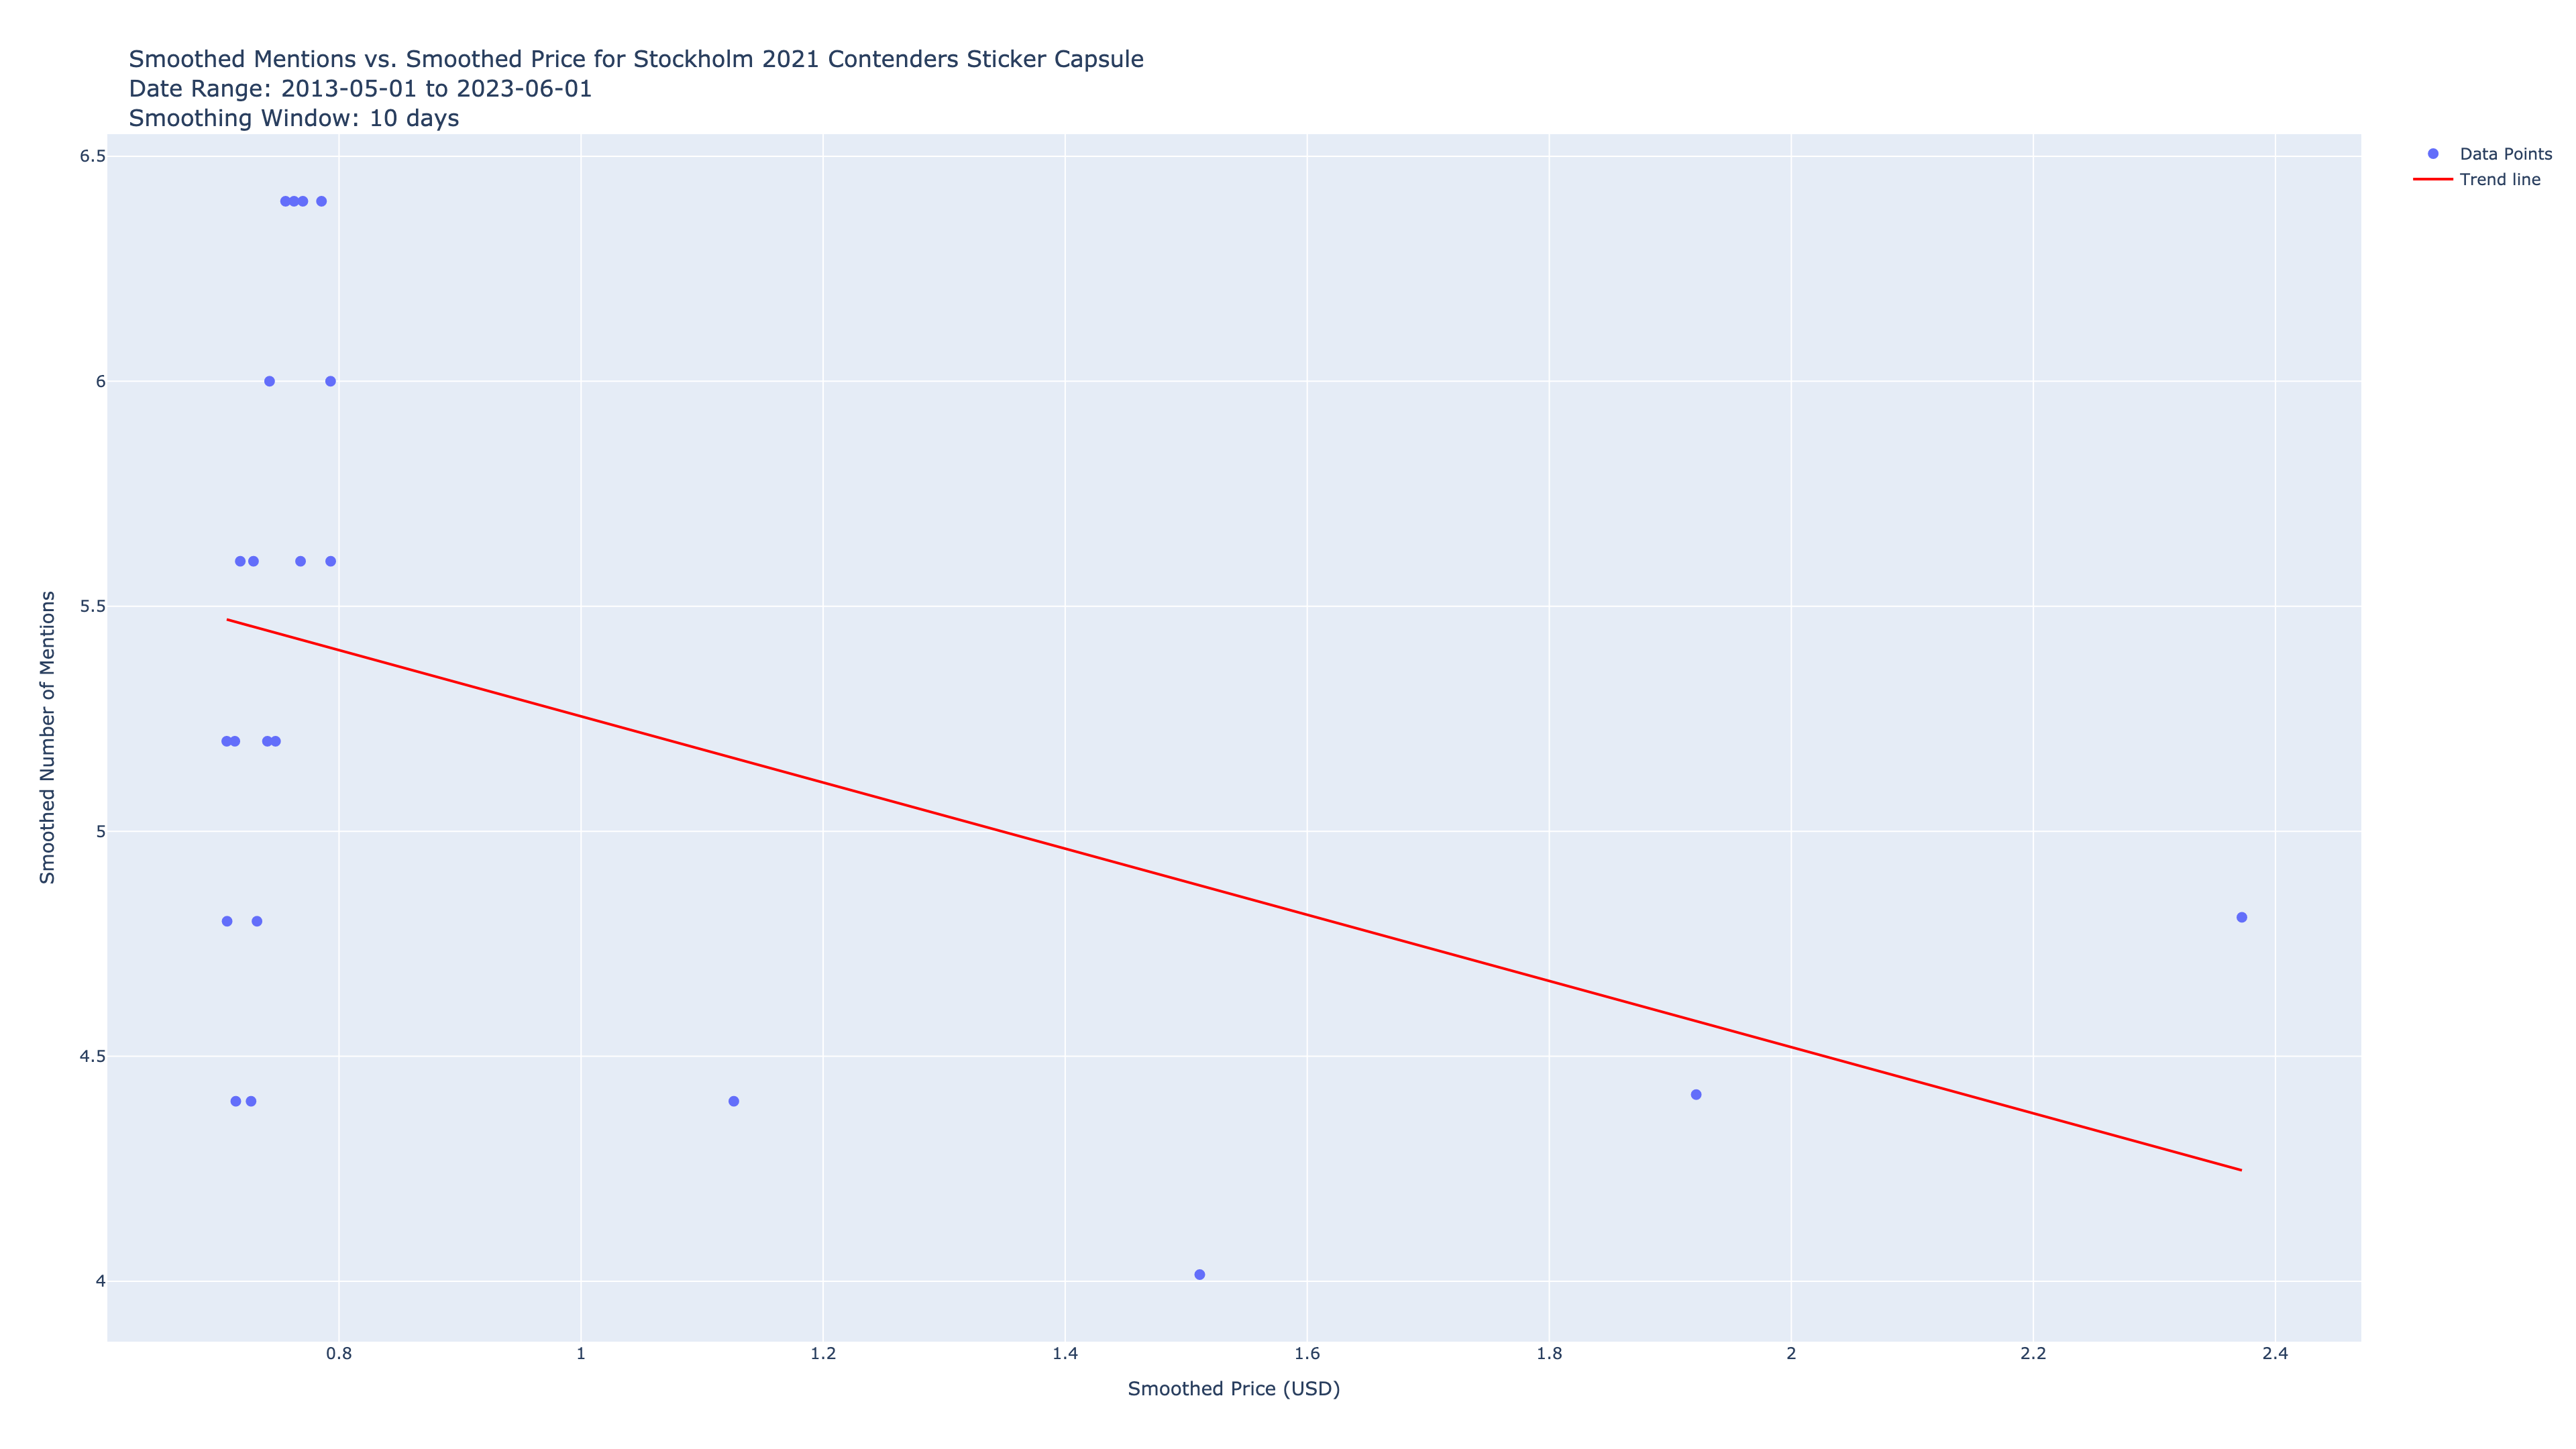 Smoothed Mentions vs. Smoothed Price for Stockholm 2021 Contenders Sticker Capsule
Date Range: 2013-05-01 to 2023-06-01
Smoothing Window: 10 days
Data Points
Trend line
Smoothed Number of Mentions
6.5
6
5.5
5
4.5
4
0.8
1
1.2
1.4
1.6
1.8
2
2.2
2.4
Smoothed Price (USD)